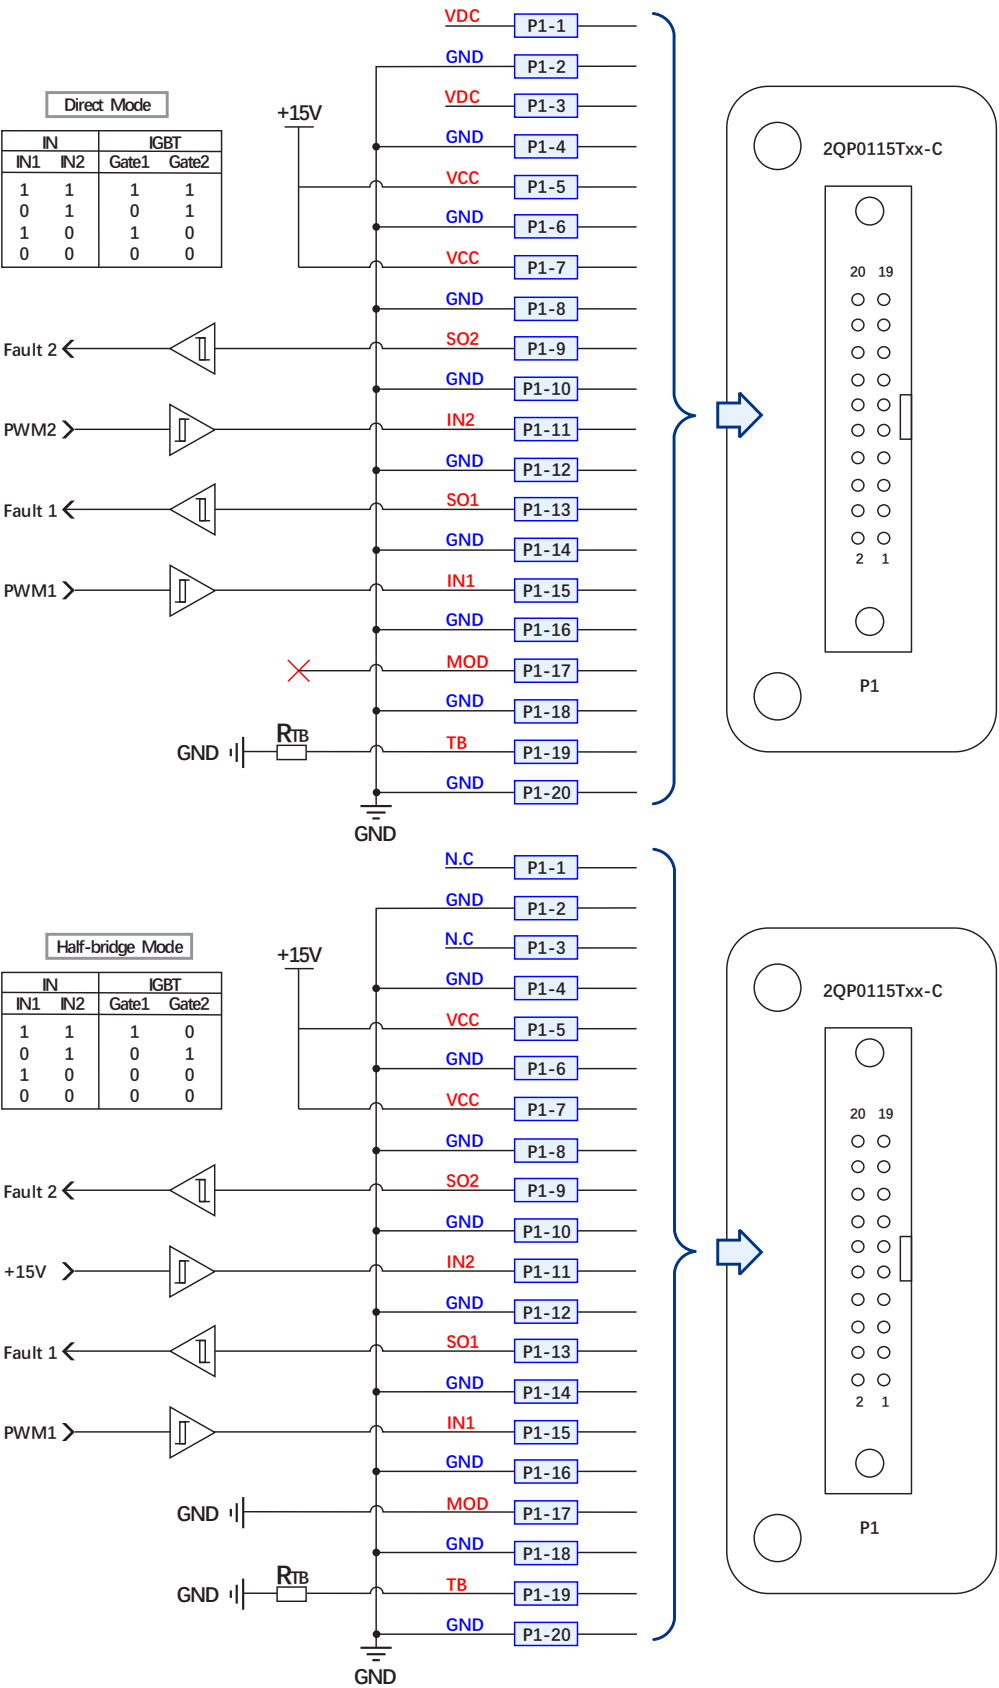 VDC P1-1
GND P1-2
Direct Mode
VDC P1-3
+15V
IN IGBT
GND P1-4
2QP0115Txx-C
IN1 IN2 Gate1 Gate2
1 1 1 1
VCC P1-5
0 1 0 1
GND P1-6
1 0 1 0
0 0 0 0
VCC P1-7
20 19
GND P1-8
Fault 2 SO2 P1-9
GND P1-10
PWM2 IN2 P1-11
GND P1-12
Fault 1 SO1 P1-13
GND P1-14
2 1
PWM1 IN1 P1-15
GND P1-16
MOD P1-17
P1
GND P1-18
RTB
GND TB P1-19
GND P1-20
GND
N.C P1-1
GND P1-2
Half-bridge Mode
N.C P1-3
+15V
IN IGBT
GND P1-4
2QP0115Txx-C
IN1 IN2 Gate1 Gate2
1 1 1 0
VCC P1-5
0 1 0 1
GND P1-6
1 0 0 0
0 0 0 0
VCC P1-7
20 19
GND P1-8
Fault 2 SO2 P1-9
GND P1-10
+15V IN2 P1-11
GND P1-12
Fault 1 SO1 P1-13
GND P1-14
2 1
PWM1 IN1 P1-15
GND P1-16
GND MOD P1-17
P1
GND P1-18
RTB
GND TB P1-19
GND P1-20
GND